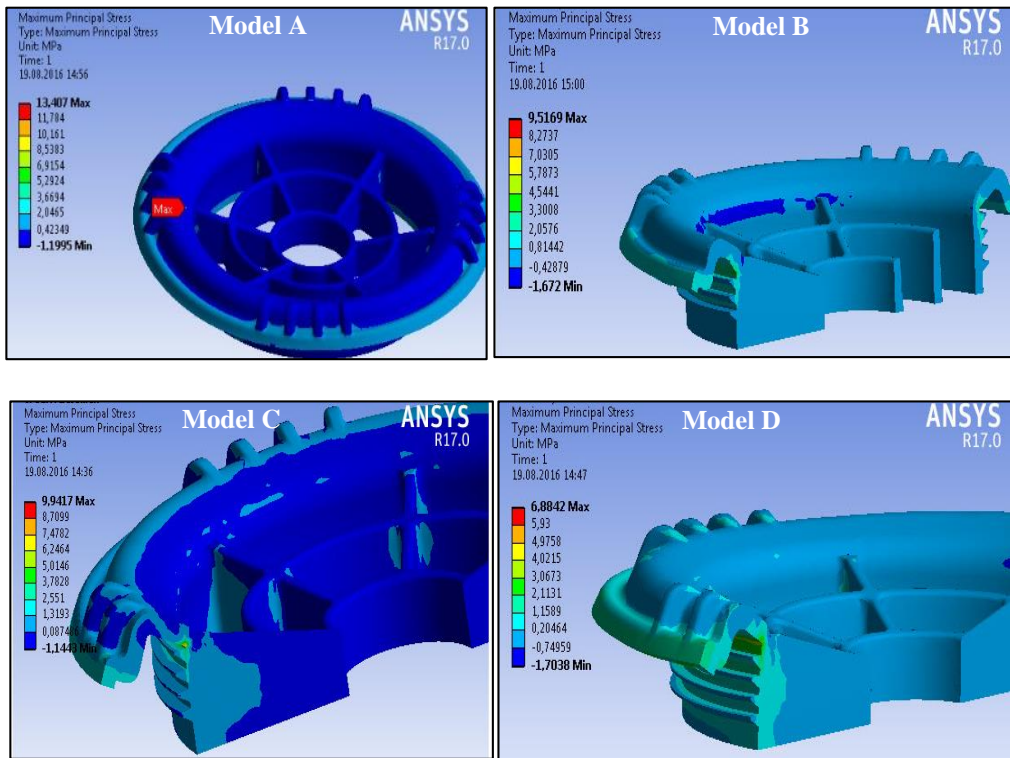 Model A
Maximum Principal Stress
Type: Maximum Principal Stress
Unit: MPa
Time: 1
19.08.2016 14:56
ANSYS
R17.0
13,407 Max
11,784
10,161
8,5383
6,9154
5,2924
3,6694
2,0465
0,42349
-1,1995 Min
Max
Model B
Maximum Principal Stress
Type: Maximum Principal Stress
Unit: MPa
Time: 1
19.08.2016 15:00
ANSYS
R17.0
9,5169 Max
8,2737
7,0305
5,7873
4,5441
3,3008
2,0576
0,81442
-0,42879
-1,672 Min
Model C
Maximum Principal Stress
Type: Maximum Principal Stress
Unit: MPa
Time: 1
19.08.2016 14:36
ANSYS
R17.0
9,9417 Max
8,7099
7,4782
6,2464
5,0146
3,7828
2,551
1,3193
-1,1443 Min
Model D
Maximum Principal Stress
Type: Maximum Principal Stress
Unit: MPa
Time: 1
19.08.2016 14:47
ANSYS
R17.0
6,8842 Max
5,93
4,9758
4,0215
3,0673
2,1131
1,1589
0,20464
-0,74959
-1,7038 Min